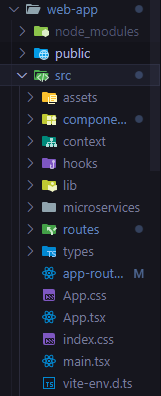 web-app
node_modules
public
src
assets
compone...
context
hooks
lib
microservices
routes
types
app-rout... M
App.css
App.tsx
index.css
main.tsx
vite-env.d.ts